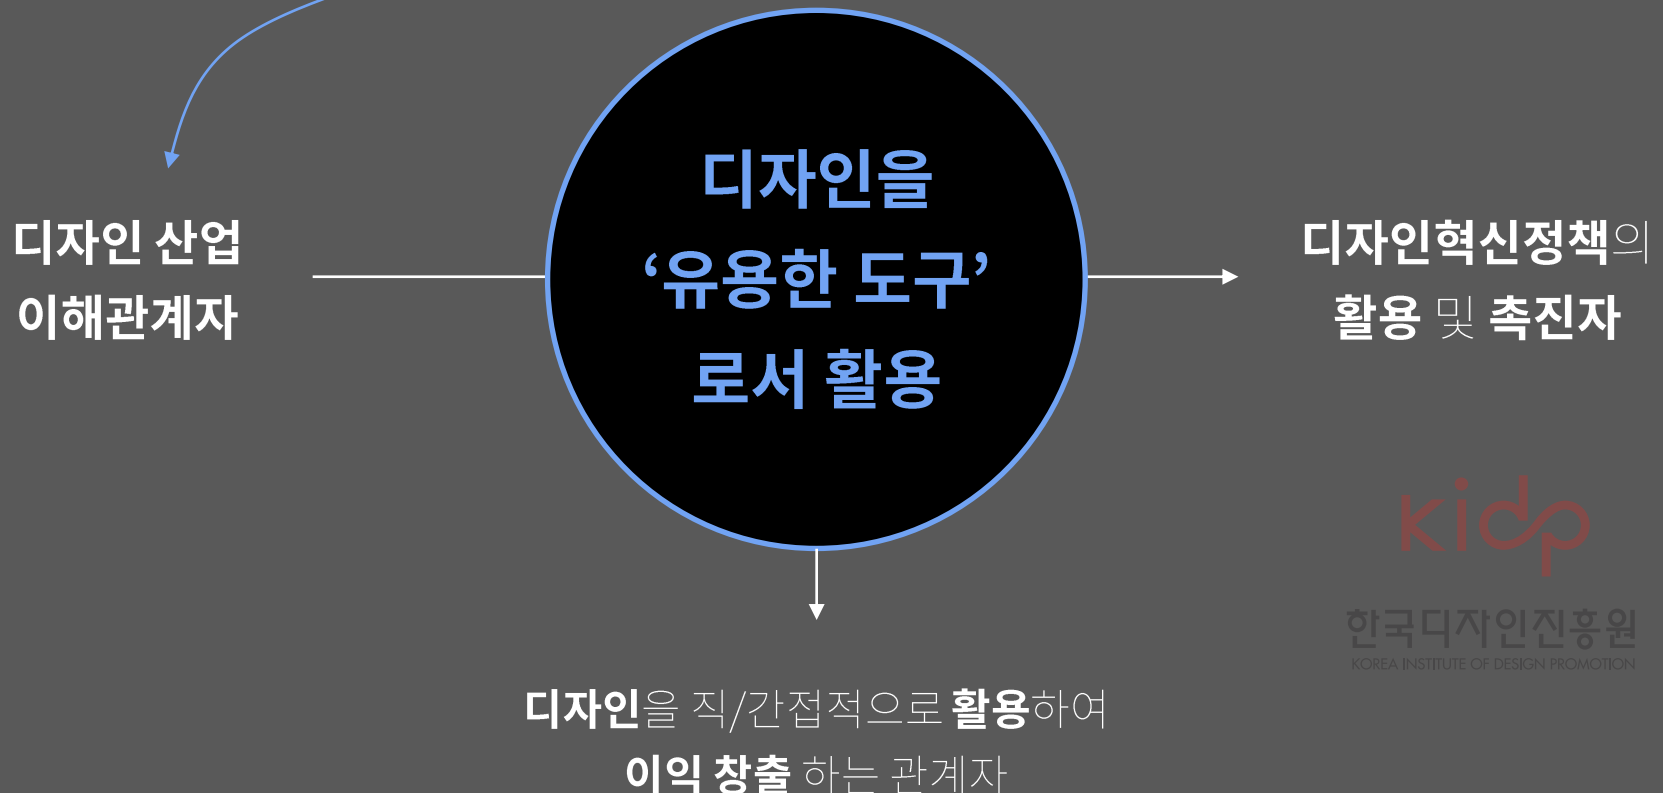 디자인을
‘유용한 도구’
로서 활용
디자인 산업
이해관계자
디자인혁신정책의
활용 및 촉진자
kidp
한국디자인진흥원
KOREA INSTITUTE OF DESIGN PROMOTION
디자인을 직/간접적으로 활용하여
이익 창출 하는 관계자